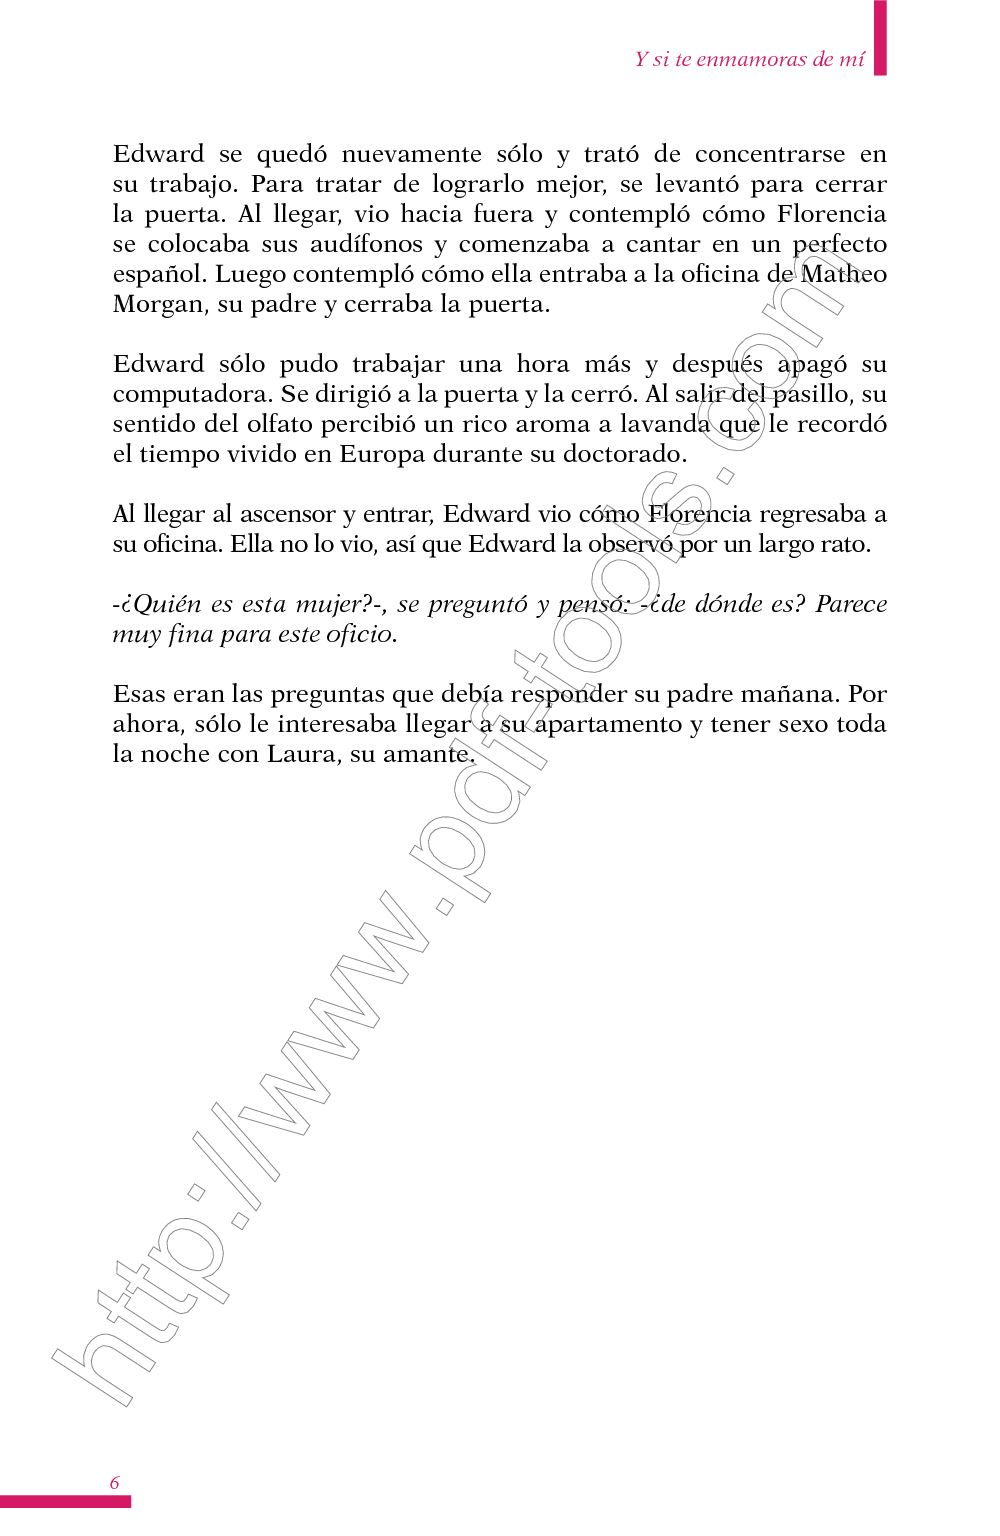 Y si te enmamoras de mí
Edward se quedó nuevamente sólo y trató de concentrarse en
su trabajo. Para tratar de lograrlo mejor, se levantó para cerrar
la puerta. Al llegar, vio hacia fuera y contempló cómo Florencia
se colocaba sus audífonos y comenzaba a cantar en un perfecto
español. Luego contempló cómo ella entraba a la oficina de Matheo
Morgan, su padre y cerraba la puerta.
Edward sólo pudo trabajar una hora más y después apagó su
computadora. Se dirigió a la puerta y la cerró. Al salir del pasillo, su
sentido del olfato percibió un rico aroma a lavanda que le recordó
el tiempo vivido en Europa durante su doctorado.
Al llegar al ascensor y entrar, Edward vio cómo Florencia regresaba a
su oficina. Ella no lo vio, así que Edward la observó por un largo rato.
-¿Quién es esta mujer?-, se preguntó y pensó: -¿de dónde es? Parece
muy fina para este oficio.
Esas eran las preguntas que debía responder su padre mañana. Por
ahora, sólo le interesaba llegar a su apartamento y tener sexo toda
la noche con Laura, su amante.
http://www.pdf-tools.com
6